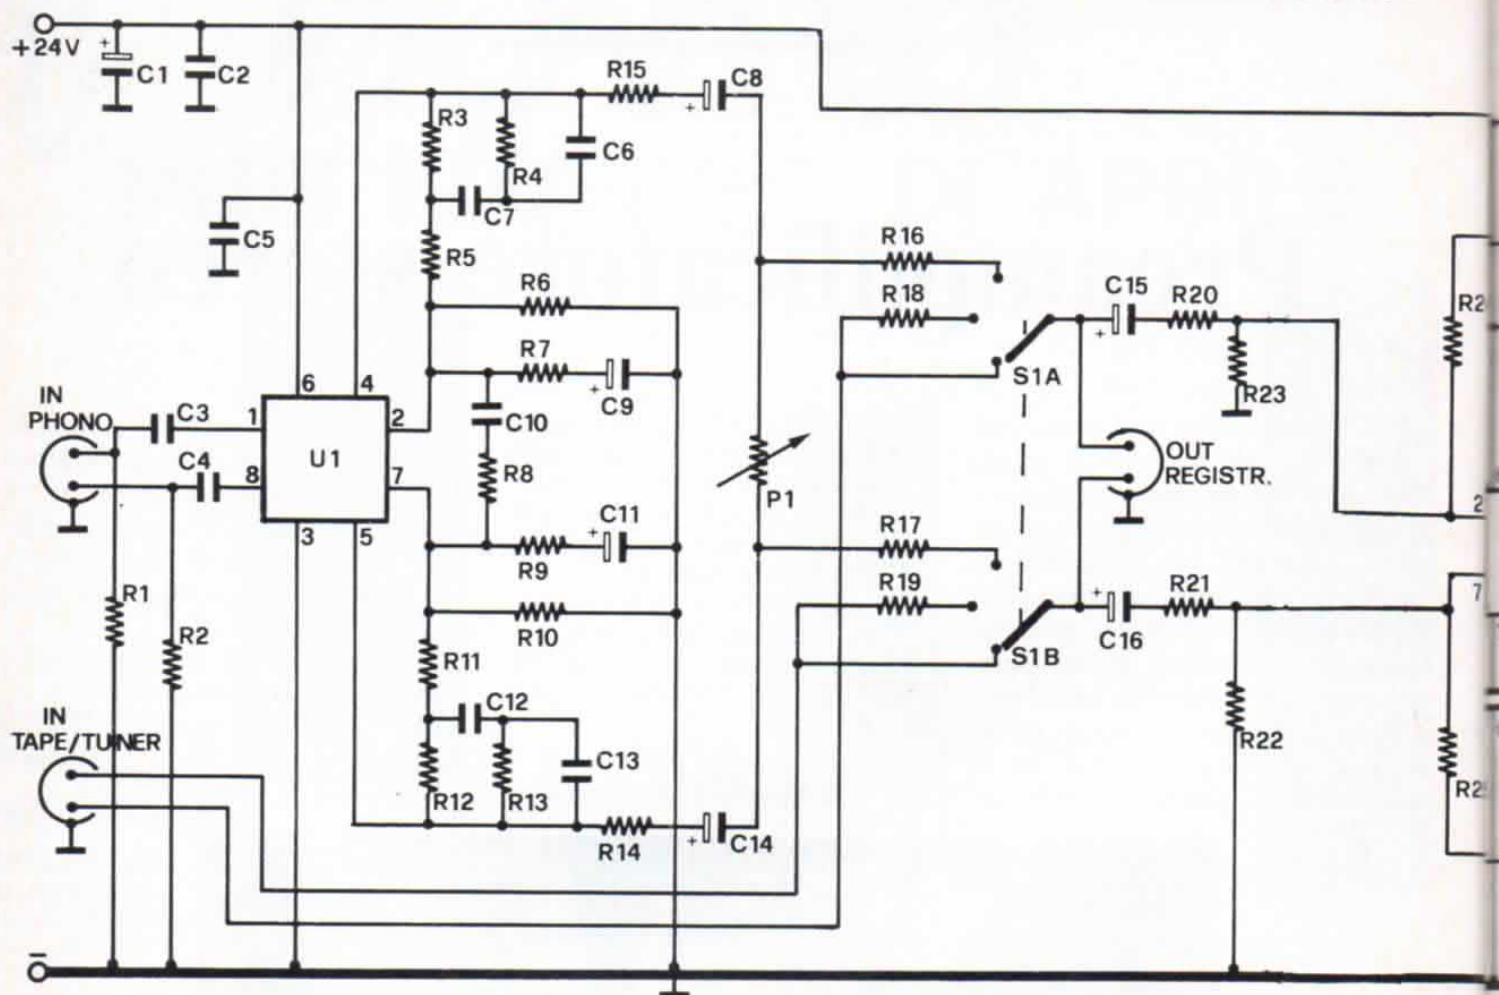 +24V
+
C1
C2
R15
C8
+
R3
R4
C6
C7
C5
R5
R16
R6
R18
C15
R20
+
R7
C9
+
S1A
R23
IN
PHONO
C3
1
6
4
2
C10
C4
8
U1
7
R8
P1
OUT
REGISTR.
2
3
5
C11
+
R9
R17
R1
R19
R21
+
C16
7
R2
R10
S1B
R11
C12
IN
TAPE/TUNER
R12
R13
C13
R22
R14
+
C14
−